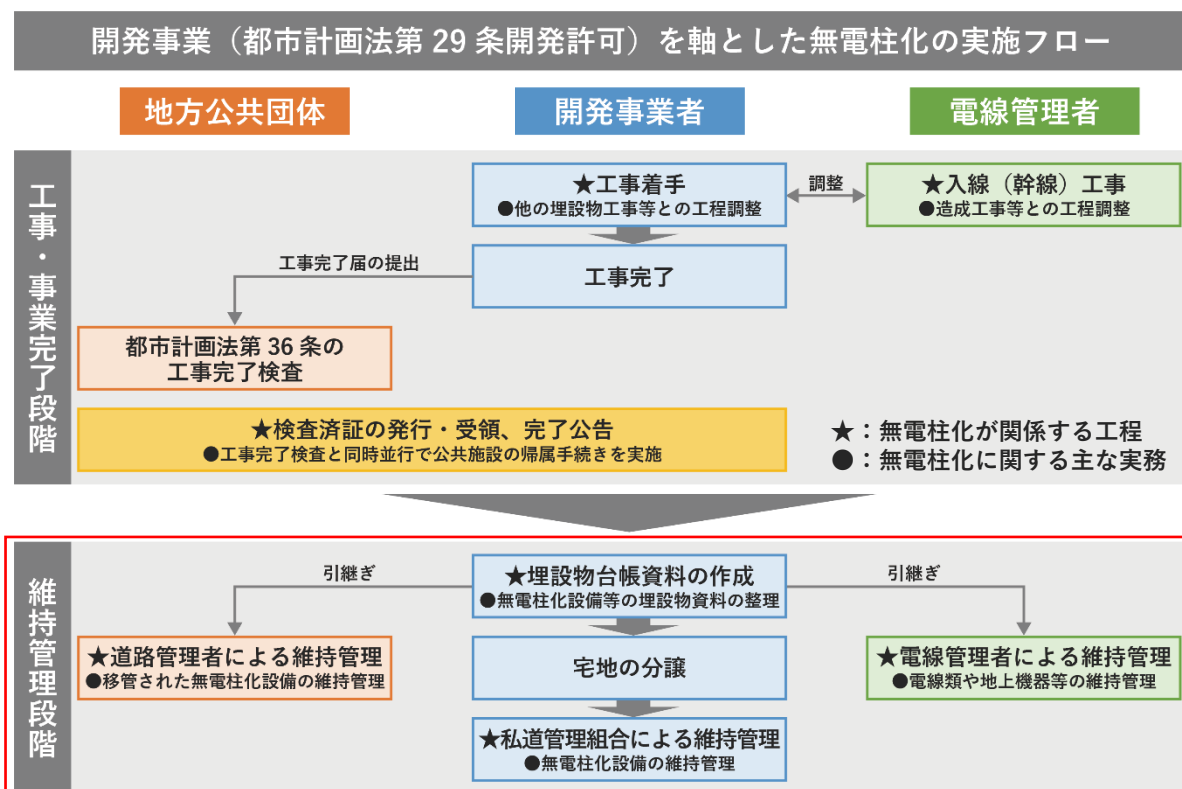 開発事業（都市計画法第 29 条開発許可）を軸とした無電柱化の実施フロー
地方公共団体
開発事業者
電線管理者
工事・事業完了段階
★工事着手
●他の埋設物工事等との工程調整
調整
★入線（幹線）工事
●造成工事等との工程調整
工事完了
工事完了届の提出
都市計画法第 36 条の
工事完了検査
★検査済証の発行・受領、完了公告
●工事完了検査と同時並行で公共施設の帰属手続きを実施
★：無電柱化が関係する工程
●：無電柱化に関する主な実務
維持管理段階
引継ぎ
★埋設物台帳資料の作成
●無電柱化設備等の埋設物資料の整理
引継ぎ
★道路管理者による維持管理
●移管された無電柱化設備の維持管理
宅地の分譲
★電線管理者による維持管理
●電線類や地上機器等の維持管理
★私道管理組合による維持管理
●無電柱化設備の維持管理